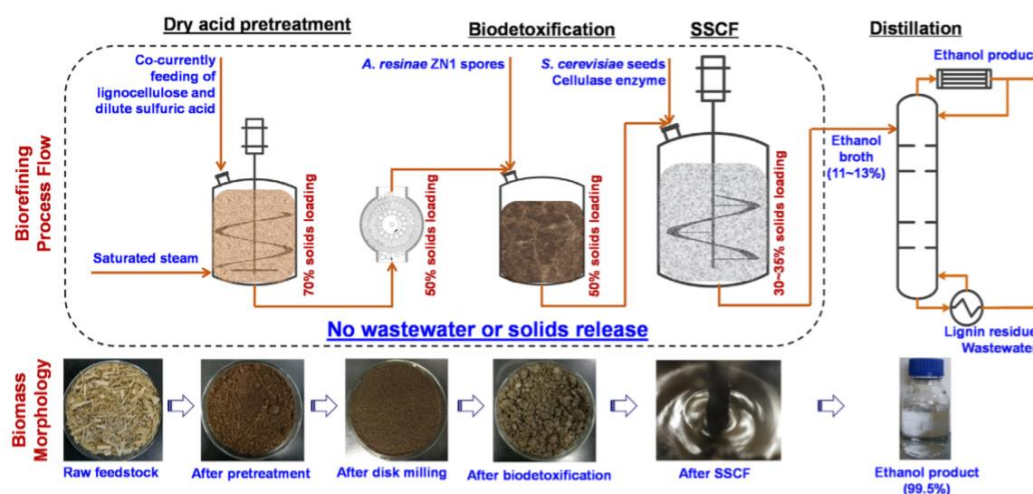 Dry acid pretreatment
Biodetoxification
SSCF
Distillation
Co-currently
feeding of
lignocellulose and
dilute sulfuric acid
A. resinae ZN1 spores
S. cerevisiae seeds
Cellulase enzyme
Ethanol product
Ethanol
broth
(11~13%)
Biorefining
Process Flow
Saturated steam
70% solids loading
50% solids loading
50% solids loading
30~35% solids loading
No wastewater or solids release
Lignin residue
Wastewater
Biomass
Morphology
Raw feedstock
After pretreatment
After disk milling
After biodetoxification
After SSCF
Ethanol product
(99.5%)